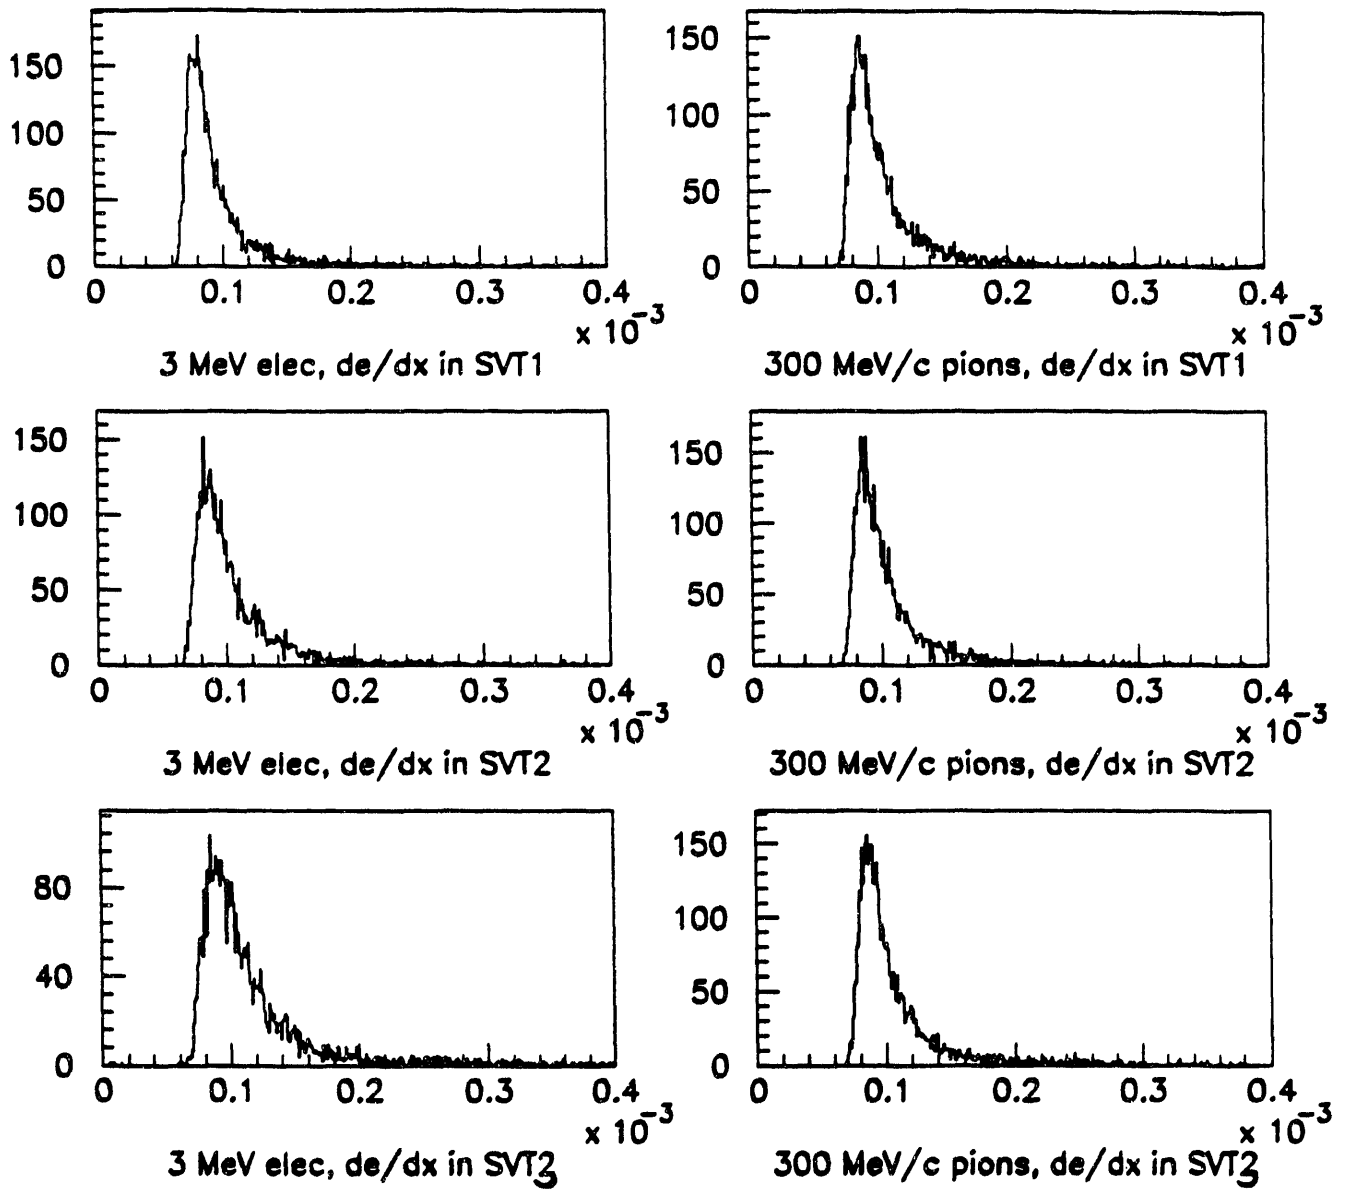 150
100
50
0
0 0.1 0.2 0.3 0.4
x 10⁻³
3 MeV elec, de/dx in SVT1
150
100
50
0
0 0.1 0.2 0.3 0.4
x 10⁻³
300 MeV/c pions, de/dx in SVT1
150
100
50
0
0 0.1 0.2 0.3 0.4
x 10⁻³
3 MeV elec, de/dx in SVT2
150
100
50
0
0 0.1 0.2 0.3 0.4
x 10⁻³
300 MeV/c pions, de/dx in SVT2
80
40
0
0 0.1 0.2 0.3 0.4
x 10⁻³
3 MeV elec, de/dx in SVT3
150
100
50
0
0 0.1 0.2 0.3 0.4
x 10⁻³
300 MeV/c pions, de/dx in SVT3